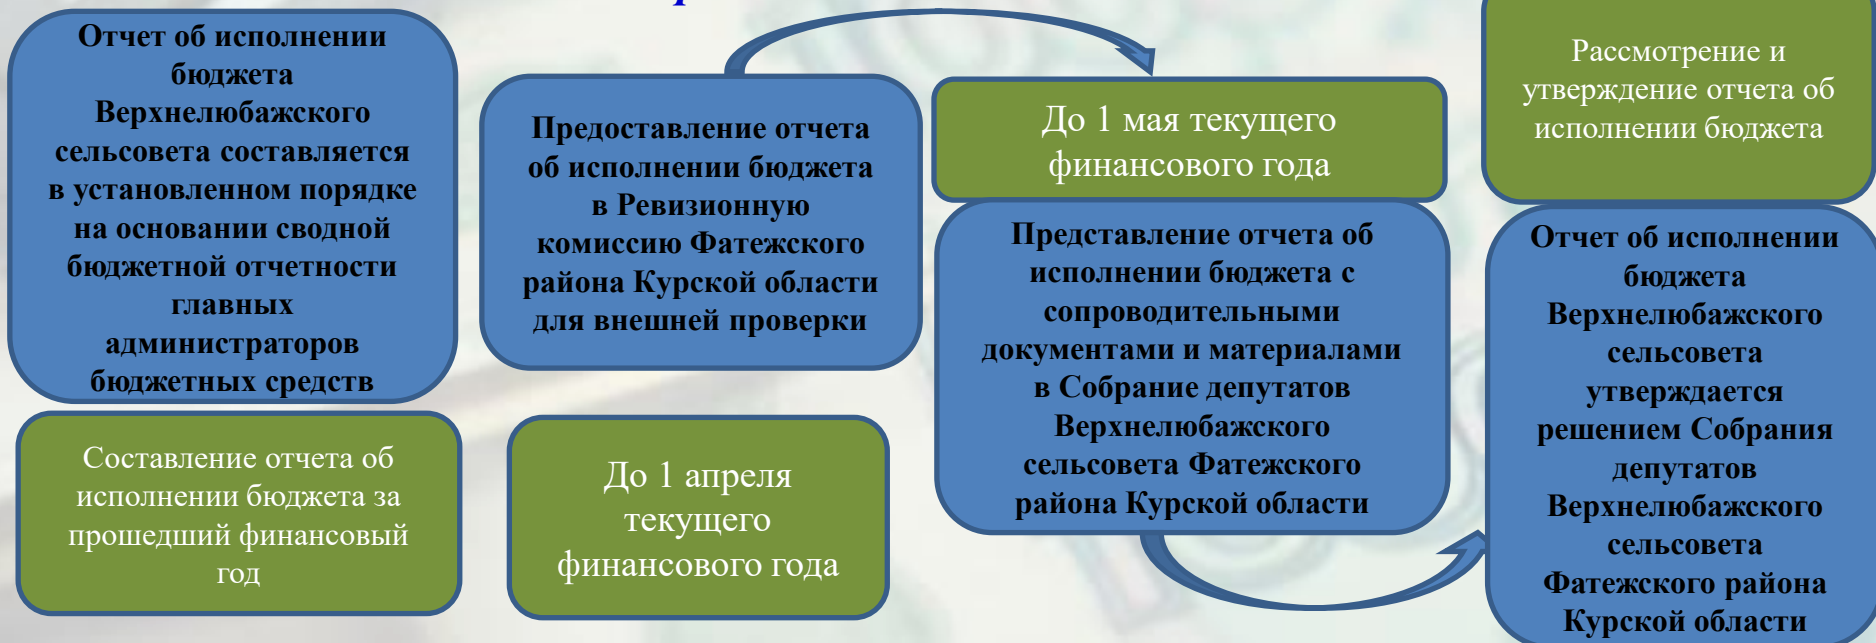 Отчет об исполнении
бюджета
Верхнелюбажского
сельсовета составляется
в установленном порядке
на основании сводной
бюджетной отчетности
главных
администраторов
бюджетных средств
Составление отчета об
исполнении бюджета за
прошедший финансовый
год
Предоставление отчета
об исполнении бюджета
в Ревизионную
комиссию Фатежского
района Курской области
для внешней проверки
До 1 апреля
текущего
финансового года
До 1 мая текущего
финансового года
Представление отчета об
исполнении бюджета с
сопроводительными
документами и материалами
в Собрание депутатов
Верхнелюбажского
сельсовета Фатежского
района Курской области
Рассмотрение и
утверждение отчета об
исполнении бюджета
Отчет об исполнении
бюджета
Верхнелюбажского
сельсовета
утверждается
решением Собрания
депутатов
Верхнелюбажского
сельсовета
Фатежского района
Курской области